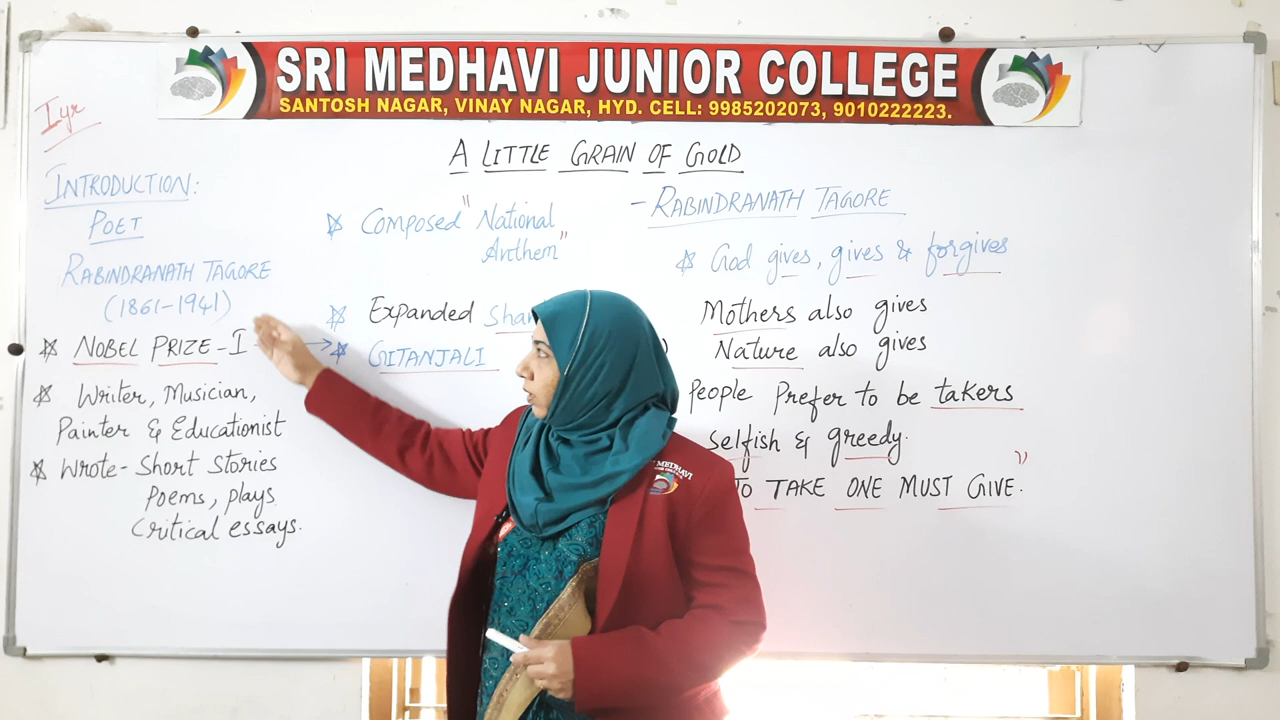 SRI MEDHAVI JUNIOR COLLEGE
SANTOSH NAGAR, VINAY NAGAR, HYD. CELL: 9985202073, 9010222223.
I yr
A LITTLE GRAIN OF GOLD
- RABINDRANATH TAGORE
INTRODUCTION:
POET
RABINDRANATH TAGORE
(1861-1941)
NOBEL PRIZE-I
Writer, Musician,
Painter & Educationist
Wrote- Short Stories
Poems, plays
Critical essays.
Composed "National
Anthem"
Expanded
GITANJALI
God gives, gives & forgives
Mothers also gives
Nature also gives
People Prefer to be takers
Selfish & greedy.
TO TAKE ONE MUST GIVE."
MEDHAVI